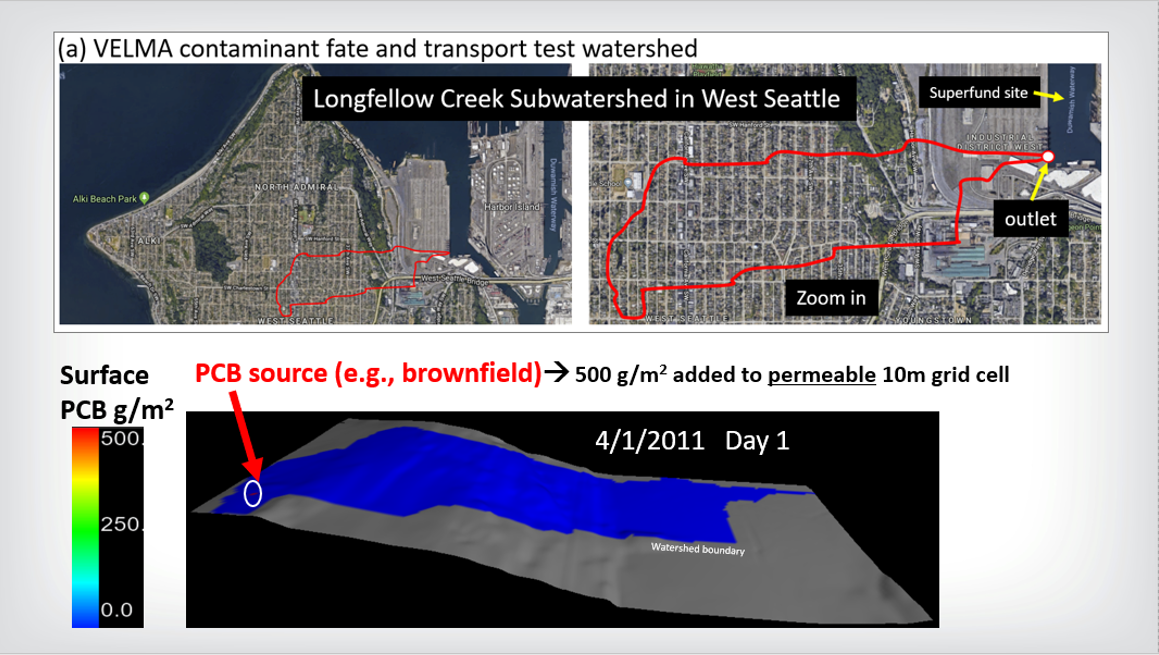 (a) VELMA contaminant fate and transport test watershed
Longfellow Creek Subwatershed in West Seattle
Alki Beach Park
ALKI
NORTH ADMIRAL
Harbor Island
Duwamish Waterway
West Seattle Bridge
WEST SEATTLE
Superfund site
Duwamish Waterway
INDUSTRIAL
DISTRICT WEST
outlet
Zoom in
WEST SEATTLE
YOUNGSTOWN
Surface
PCB g/m²
PCB source (e.g., brownfield)→ 500 g/m² added to permeable 10m grid cell
500.
250.
0.0
4/1/2011 Day 1
Watershed boundary